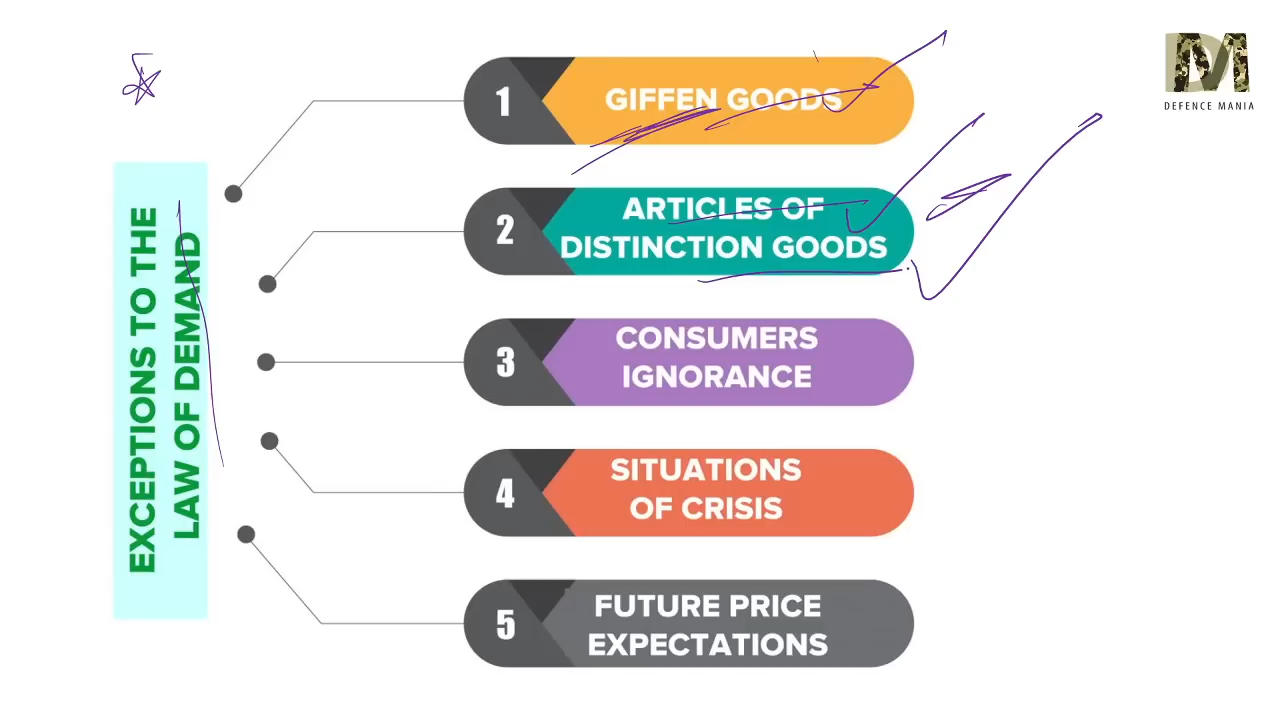 EXCEPTIONS TO THE
LAW OF DEMAND
1
GIFFEN GOODS
2
ARTICLES OF
DISTINCTION GOODS
3
CONSUMERS
IGNORANCE
4
SITUATIONS
OF CRISIS
5
FUTURE PRICE
EXPECTATIONS
DM
DEFENCE MANIA